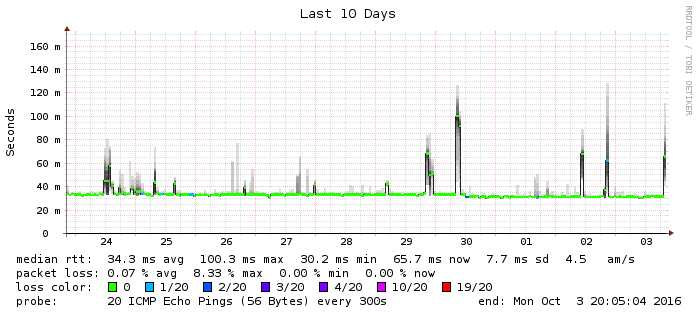 Last 10 Days
RRDTOOL / TOBI OETIKER
Seconds
160 m
140 m
120 m
100 m
80 m
60 m
40 m
20 m
0
24 25 26 27 28 29 30 01 02 03
median rtt: 34.3 ms avg 100.3 ms max 30.2 ms min 65.7 ms now 7.7 ms sd 4.5 am/s
packet loss: 0.07 % avg 8.33 % max 0.00 % min 0.00 % now
loss color: 0 1/20 2/20 3/20 4/20 10/20 19/20
probe: 20 ICMP Echo Pings (56 Bytes) every 300s end: Mon Oct 3 20:05:04 2016